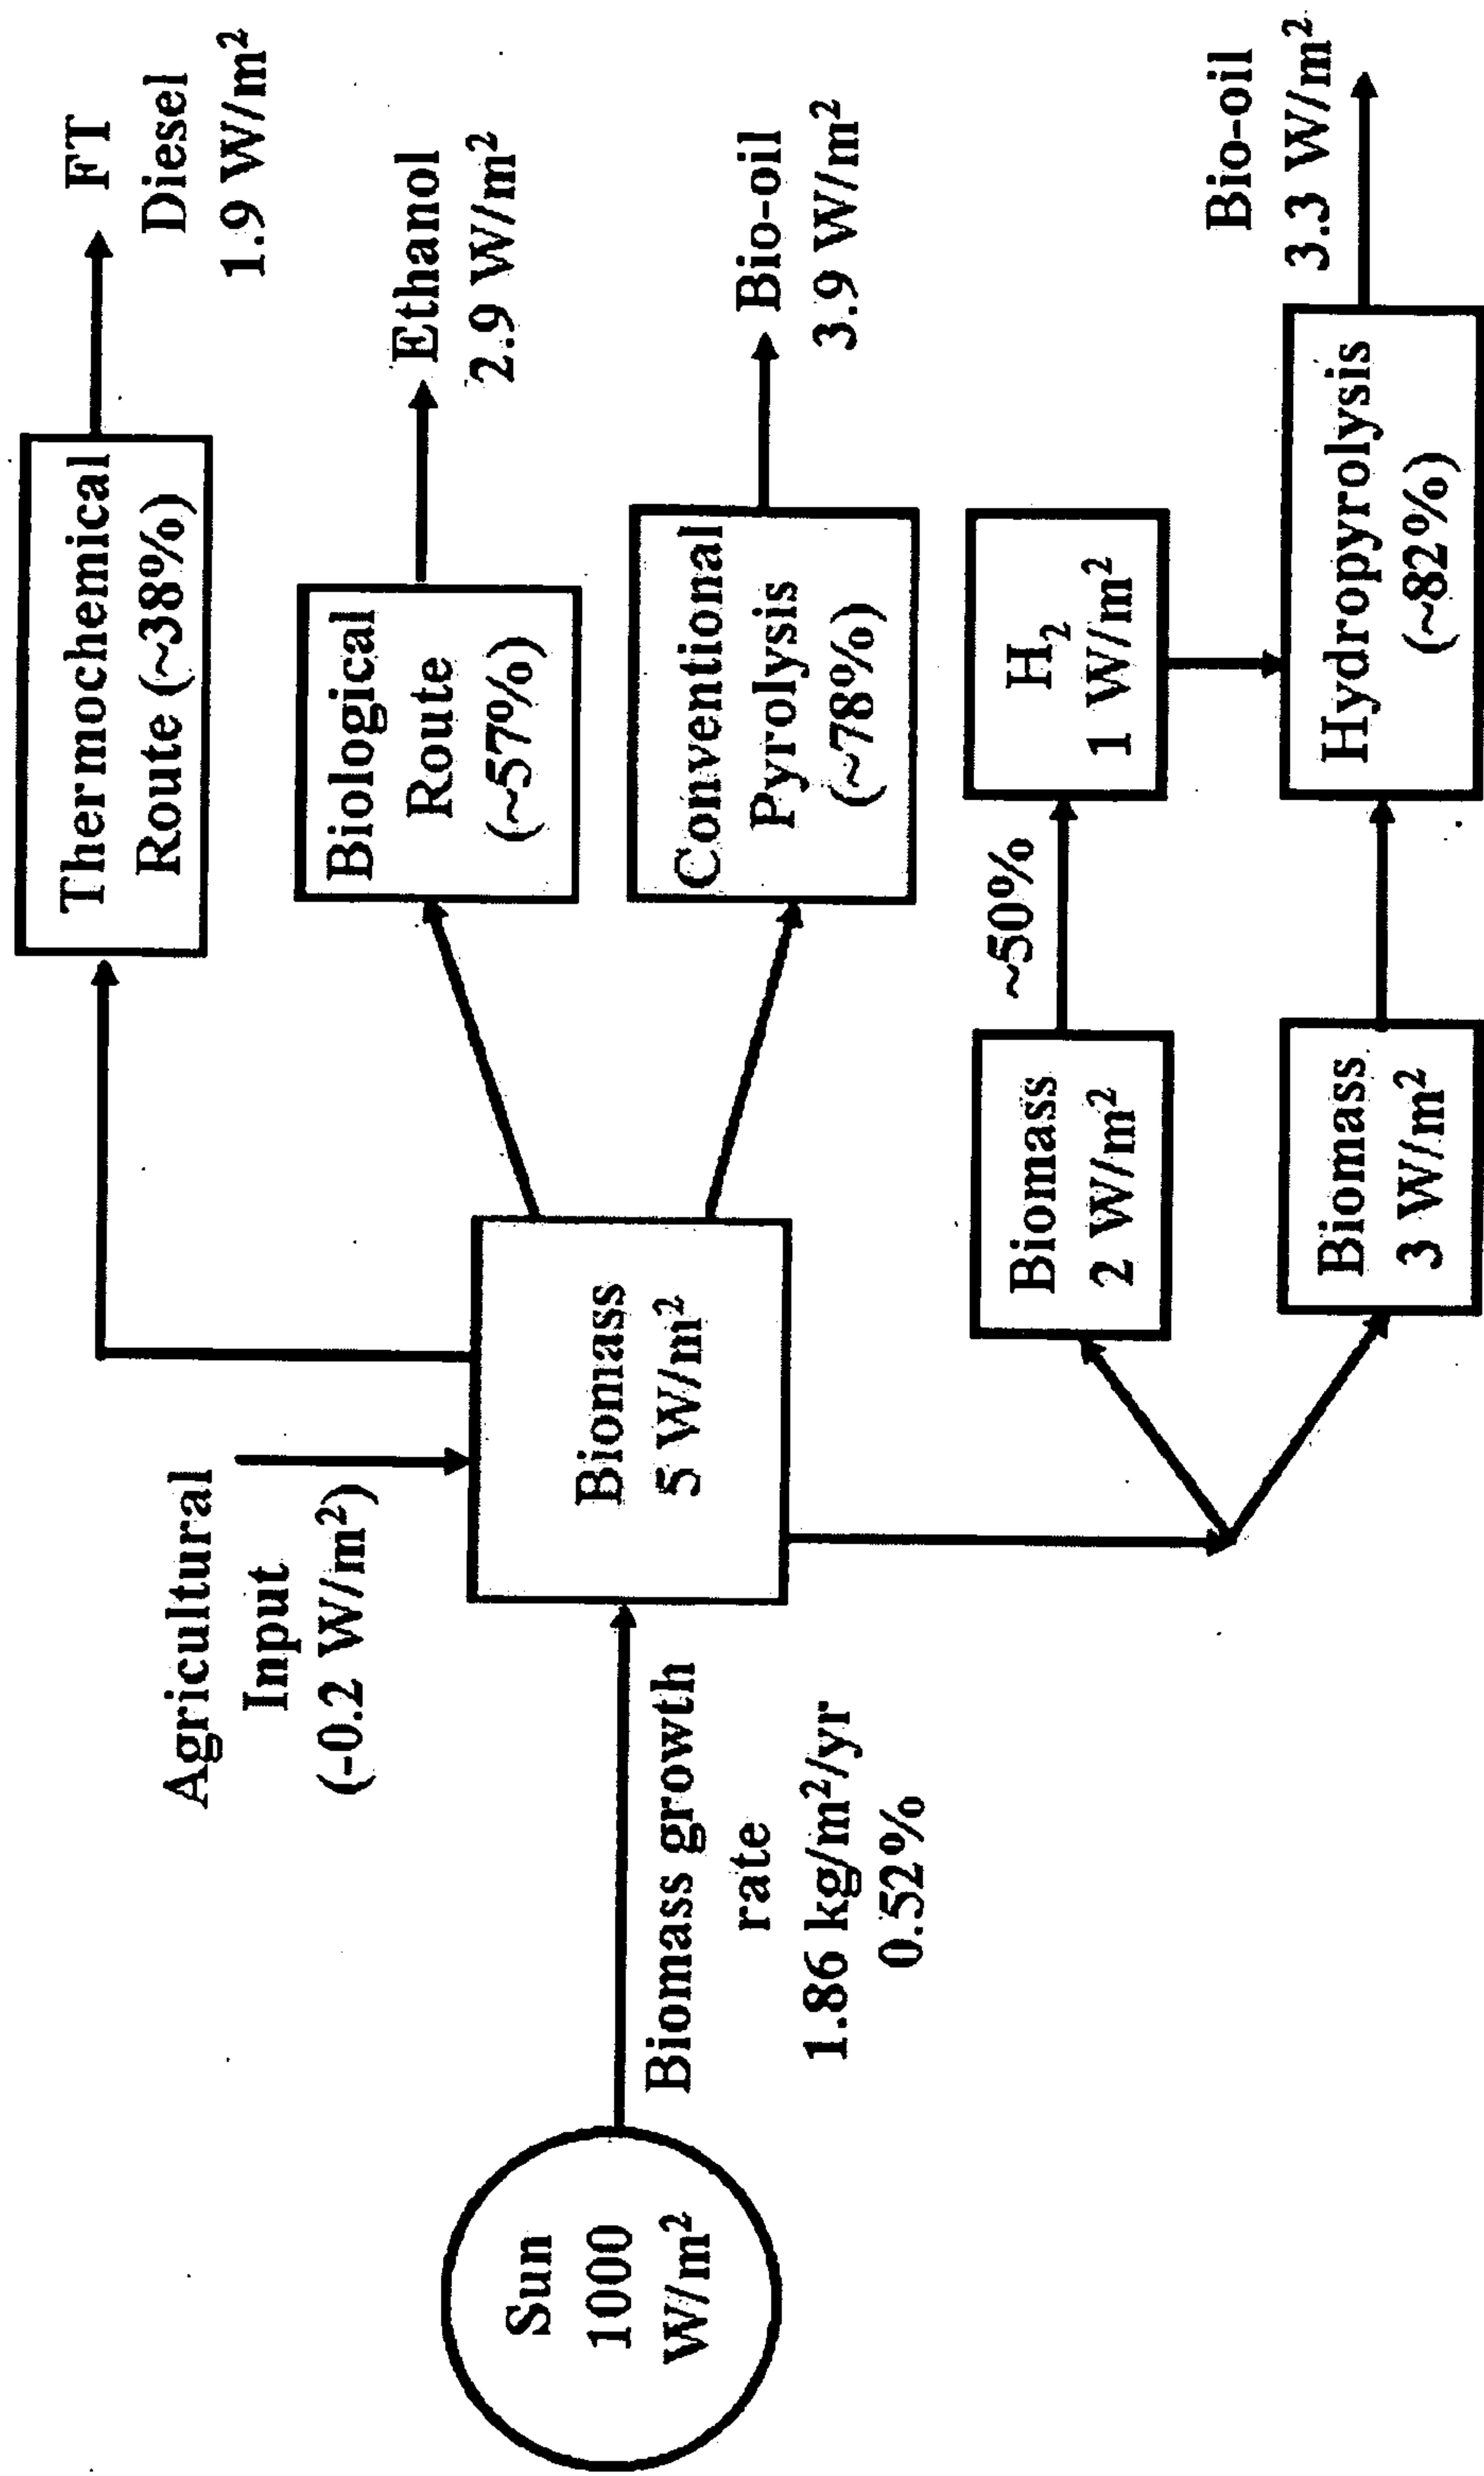 Sun
1000
W/m²
Biomass growth
rate
1.86 kg/m²/yr
0.52%
Agricultural
Input
(-0.2 W/m²)
Biomass
5 W/m²
Thermochemical
Route (~38%)
FT
Diesel
1.9 W/m²
Biological
Route
(~57%)
Ethanol
2.9 W/m²
Conventional
Pyrolysis
(~78%)
Bio-oil
3.9 W/m²
Biomass
2 W/m²
~50%
H₂
1 W/m²
Biomass
3 W/m²
Hydropyrolysis
(~82%)
Bio-oil
3.3 W/m²